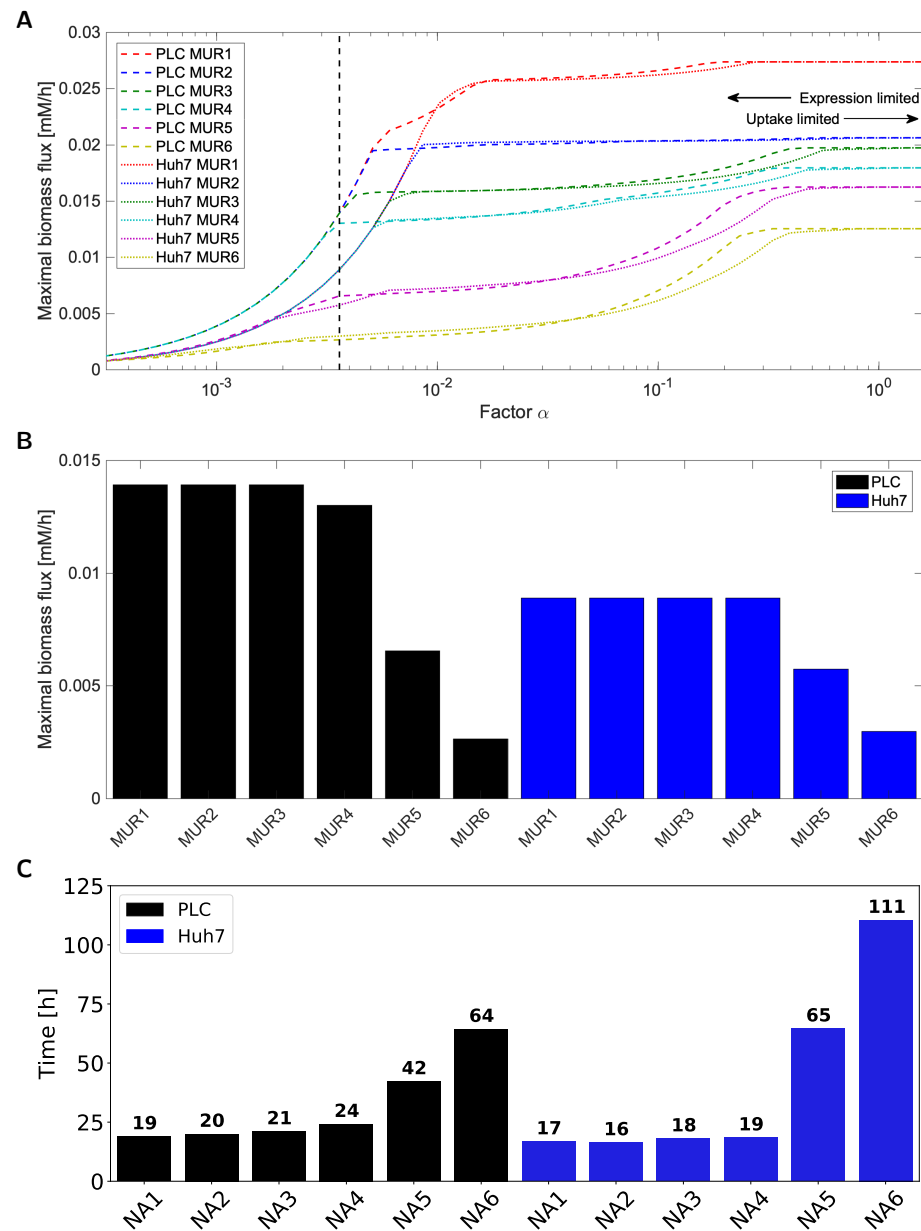 A
0.03
0.025
0.02
0.015
0.01
0.005
0
Maximal biomass flux [mM/h]
PLC MUR1
PLC MUR2
PLC MUR3
PLC MUR4
PLC MUR5
PLC MUR6
Huh7 MUR1
Huh7 MUR2
Huh7 MUR3
Huh7 MUR4
Huh7 MUR5
Huh7 MUR6
Expression limited
Uptake limited
10⁻³ 10⁻² 10⁻¹ 10⁰
Factor α
B
0.015
0.01
0.005
0
Maximal biomass flux [mM/h]
PLC
Huh7
MUR1 MUR2 MUR3 MUR4 MUR5 MUR6 MUR1 MUR2 MUR3 MUR4 MUR5 MUR6
C
125
100
75
50
25
0
Time [h]
PLC
Huh7
19 20 21 24 42 64 17 16 18 19 65 111
NA1 NA2 NA3 NA4 NA5 NA6 NA1 NA2 NA3 NA4 NA5 NA6